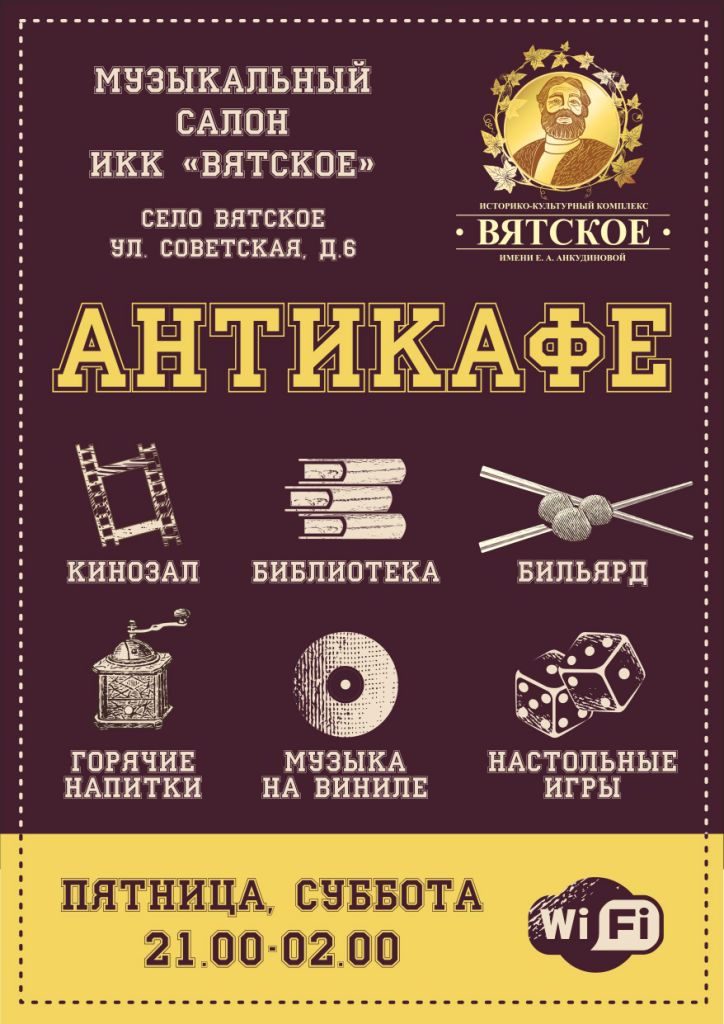 МУЗЫКАЛЬНЫЙ
САЛОН
ИКК «ВЯТСКОЕ»
СЕЛО ВЯТСКОЕ
УЛ. СОВЕТСКАЯ, Д.6
ИСТОРИКО-КУЛЬТУРНЫЙ КОМПЛЕКС
· ВЯТСКОЕ ·
ИМЕНИ Е. А. АНКУДИНОВОЙ
АНТИКАФЕ
КИНОЗАЛ
БИБЛИОТЕКА
БИЛЬЯРД
ГОРЯЧИЕ
НАПИТКИ
МУЗЫКА
НА ВИНИЛЕ
НАСТОЛЬНЫЕ
ИГРЫ
ПЯТНИЦА, СУББОТА
21.00-02.00
Wi Fi